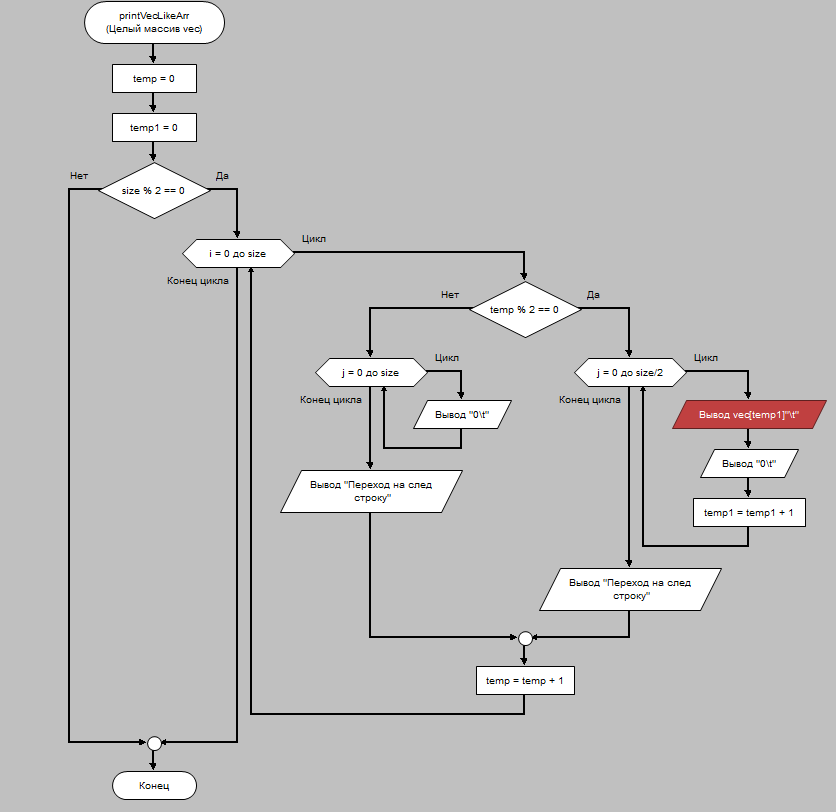 printVecLikeArr
(Целый массив vec)
temp = 0
temp1 = 0
Нет
Да
size % 2 == 0
Цикл
i = 0 до size
Конец цикла
Нет
Да
temp % 2 == 0
Цикл
Цикл
j = 0 до size
j = 0 до size/2
Конец цикла
Конец цикла
Вывод "0\t"
Вывод vec[temp1]"\t"
Вывод "0\t"
Вывод "Переход на след
строку"
temp1 = temp1 + 1
Вывод "Переход на след
строку"
temp = temp + 1
Конец